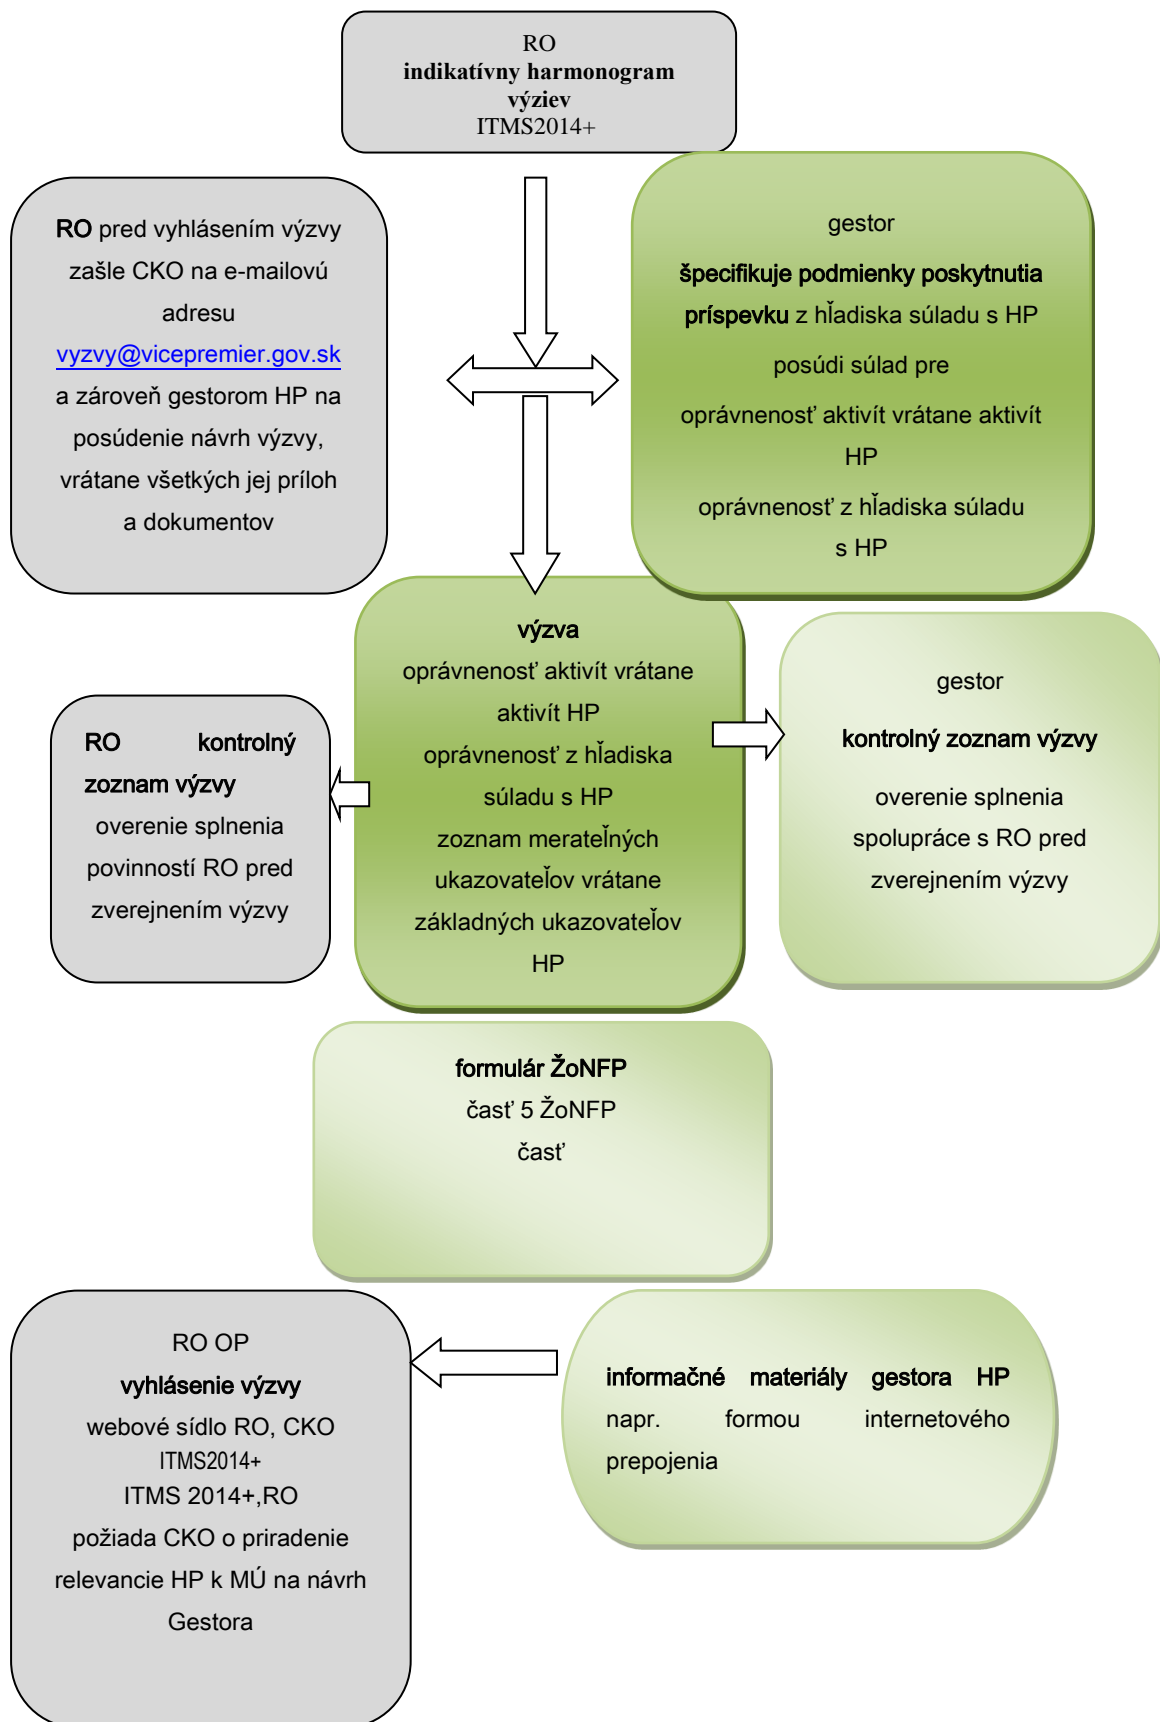 RO
indikatívny harmonogram
výziev
ITMS2014+
RO pred vyhlásením výzvy
zašle CKO na e-mailovú
adresu
vyzvy@vicepremier.gov.sk
a zároveň gestorom HP na
posúdenie návrh výzvy,
vrátane všetkých jej príloh
a dokumentov
gestor
špecifikuje podmienky poskytnutia
príspevku z hľadiska súladu s HP
posúdi súlad pre
oprávnenosť aktivít vrátane aktivít
HP
oprávnenosť z hľadiska súladu
s HP
výzva
oprávnenosť aktivít vrátane
aktivít HP
oprávnenosť z hľadiska
súladu s HP
zoznam merateľných
ukazovateľov vrátane
základných ukazovateľov
HP
RO kontrolný
zoznam výzvy
overenie splnenia
povinností RO pred
zverejnením výzvy
gestor
kontrolný zoznam výzvy
overenie splnenia
spolupráce s RO pred
zverejnením výzvy
formulár ŽoNFP
časť 5 ŽoNFP
časť
RO OP
vyhlásenie výzvy
webové sídlo RO, CKO
ITMS2014+
ITMS 2014+,RO
požiada CKO o priradenie
relevancie HP k MÚ na návrh
Gestora
informačné materiály gestora HP
napr. formou internetového
prepojenia